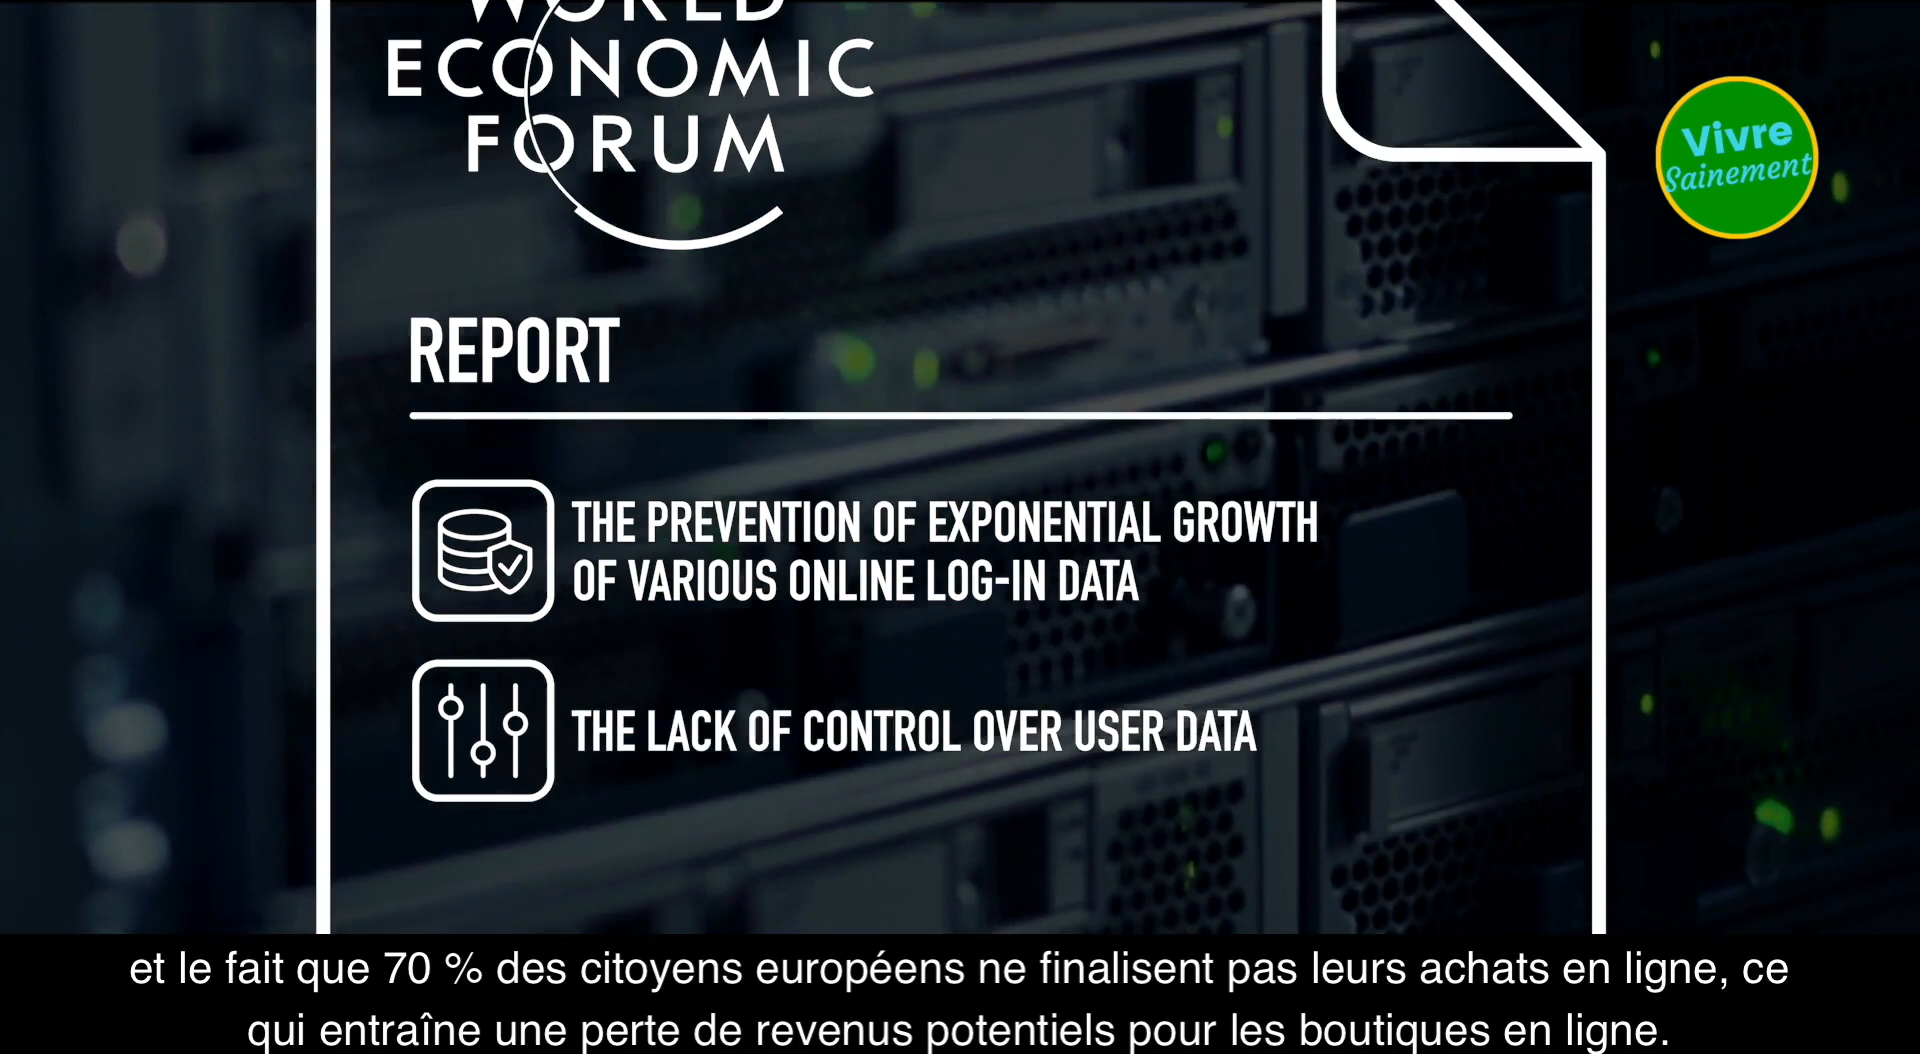 WORLD
ECONOMIC
FORUM
Vivre
Sainement
REPORT
THE PREVENTION OF EXPONENTIAL GROWTH
OF VARIOUS ONLINE LOG-IN DATA
THE LACK OF CONTROL OVER USER DATA
et le fait que 70 % des citoyens européens ne finalisent pas leurs achats en ligne, ce
qui entraîne une perte de revenus potentiels pour les boutiques en ligne.